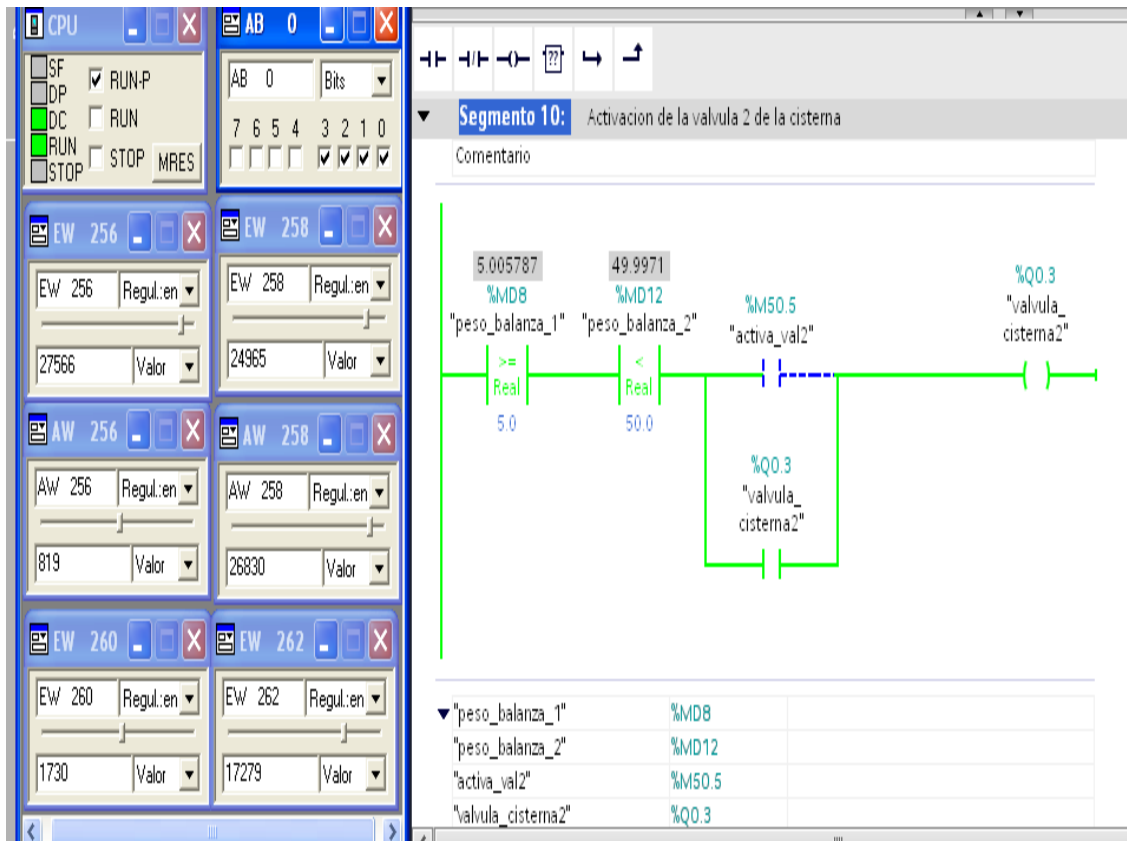 CPU
SF
DP
DC
RUN
STOP
RUN-P
RUN
STOP
MRES
AB 0
AB 0 Bits
7 6 5 4 3 2 1 0
EW 256
EW 256 Regul.:en
27566 Valor
EW 258
EW 258 Regul.:en
24965 Valor
AW 256
AW 256 Regul.:en
819 Valor
AW 258
AW 258 Regul.:en
26830 Valor
EW 260
EW 260 Regul.:en
1730 Valor
EW 262
EW 262 Regul.:en
17279 Valor
??
Segmento 10: Activacion de la valvula 2 de la cisterna
Comentario
5.005787
%MD8
"peso_balanza_1"
>=
Real
5.0
49.9971
%MD12
"peso_balanza_2"
<
Real
50.0
%M50.5
"activa_val2"
%Q0.3
"valvula_
cisterna2"
%Q0.3
"valvula_
cisterna2"
"peso_balanza_1" %MD8
"peso_balanza_2" %MD12
"activa_val2" %M50.5
"valvula_cisterna2" %Q0.3